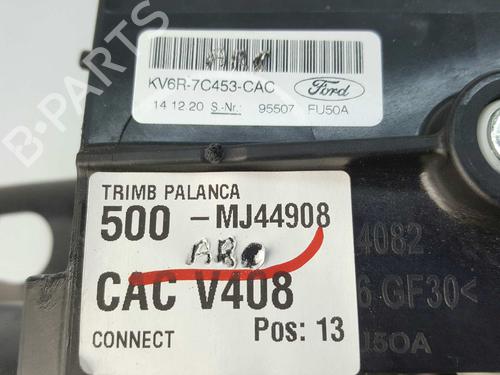 KV6R-7C453-CAC
Ford
14.12.20 S.-Nr.: 95507 FU50A
TRIMB PALANCA
500 -MJ44908
CAC V408
CONNECT Pos: 13
4082
6 GF30<
U50A
B-PARTS